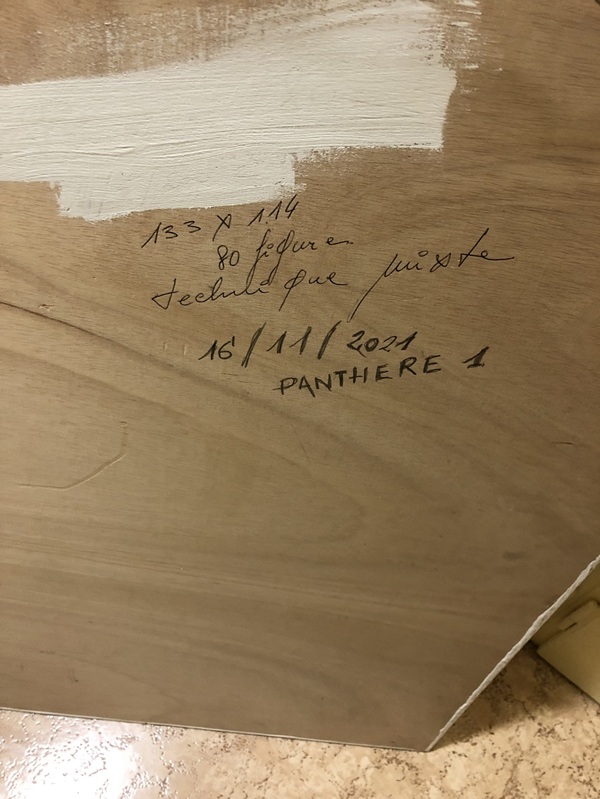 133 x 114
80 figure
technique mixte
16/11/2021
PANTHERE 1